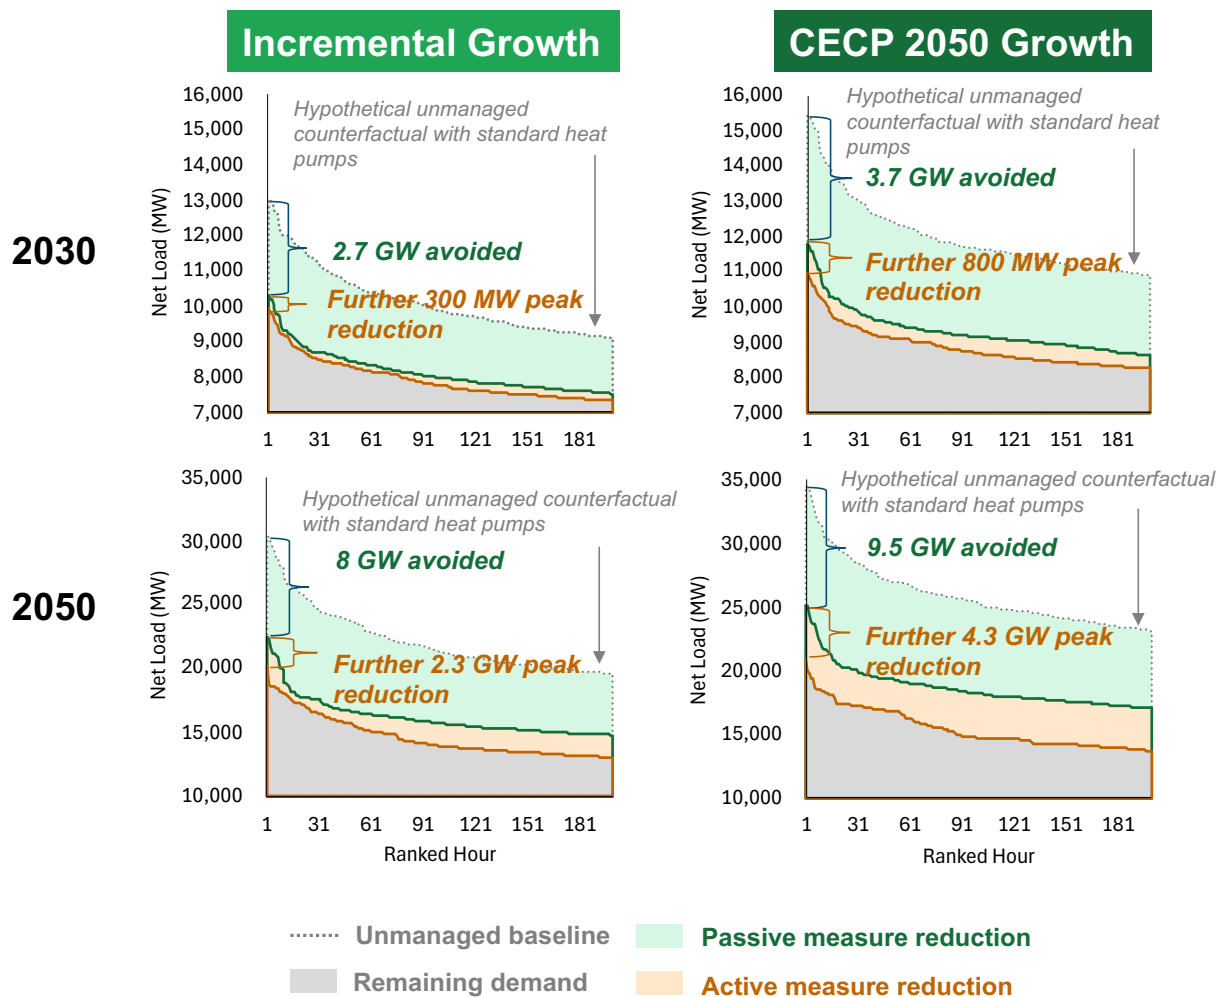 Incremental Growth
CECP 2050 Growth
2030
Net Load (MW)
16,000
15,000
14,000
13,000
12,000
11,000
10,000
9,000
8,000
7,000
Hypothetical unmanaged
counterfactual with standard heat
pumps
2.7 GW avoided
Further 300 MW peak
reduction
1 31 61 91 121 151 181
Net Load (MW)
16,000
15,000
14,000
13,000
12,000
11,000
10,000
9,000
8,000
7,000
Hypothetical unmanaged
counterfactual with standard heat
pumps
3.7 GW avoided
Further 800 MW peak
reduction
1 31 61 91 121 151 181
2050
Net Load (MW)
35,000
30,000
25,000
20,000
15,000
10,000
Hypothetical unmanaged counterfactual
with standard heat pumps
8 GW avoided
Further 2.3 GW peak
reduction
1 31 61 91 121 151 181
Ranked Hour
Net Load (MW)
35,000
30,000
25,000
20,000
15,000
10,000
Hypothetical unmanaged counterfactual
with standard heat pumps
9.5 GW avoided
Further 4.3 GW peak
reduction
1 31 61 91 121 151 181
Ranked Hour
Unmanaged baseline
Passive measure reduction
Remaining demand
Active measure reduction